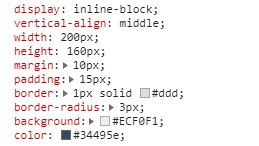 display: inline-block;
vertical-align: middle;
width: 200px;
height: 160px;
margin: 10px;
padding: 15px;
border: 1px solid #ddd;
border-radius: 3px;
background: #ECF0F1;
color: #34495e;